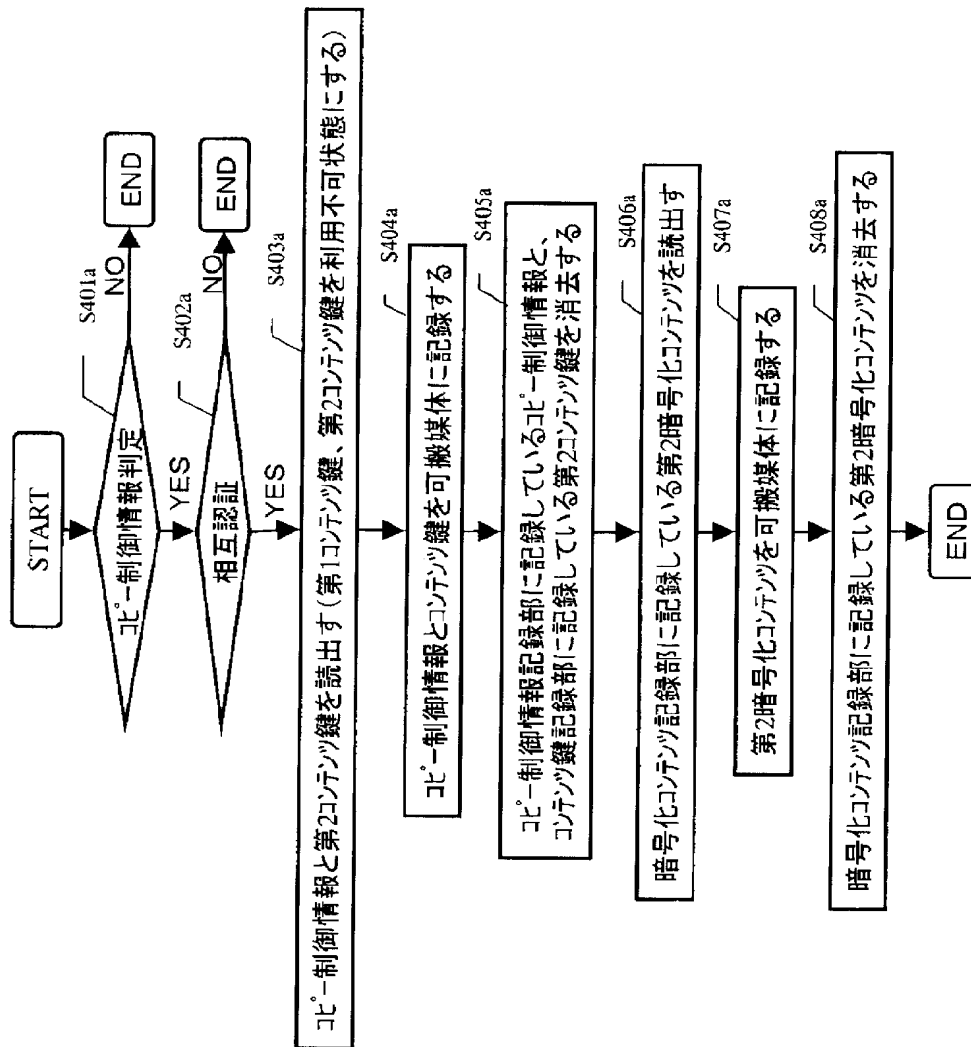 START
S401a
コピー制御情報判定
NO
END
YES
S402a
相互認証
NO
END
YES
S403a
コピー制御情報と第2コンテンツ鍵を読出す(第1コンテンツ鍵、第2コンテンツ鍵を利用不可状態にする)
S404a
コピー制御情報とコンテンツ鍵を可搬媒体に記録する
S405a
コピー制御情報記録部に記録しているコピー制御情報と、
コンテンツ鍵記録部に記録している第2コンテンツ鍵を消去する
S406a
暗号化コンテンツ記録部に記録している第2暗号化コンテンツを読出す
S407a
第2暗号化コンテンツを可搬媒体に記録する
S408a
暗号化コンテンツ記録部に記録している第2暗号化コンテンツを消去する
END